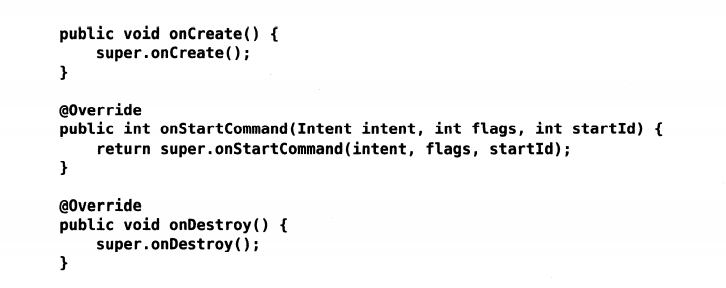 public void onCreate() {
    super.onCreate();
}

@Override
public int onStartCommand(Intent intent, int flags, int startId) {
    return super.onStartCommand(intent, flags, startId);
}

@Override
public void onDestroy() {
    super.onDestroy();
}